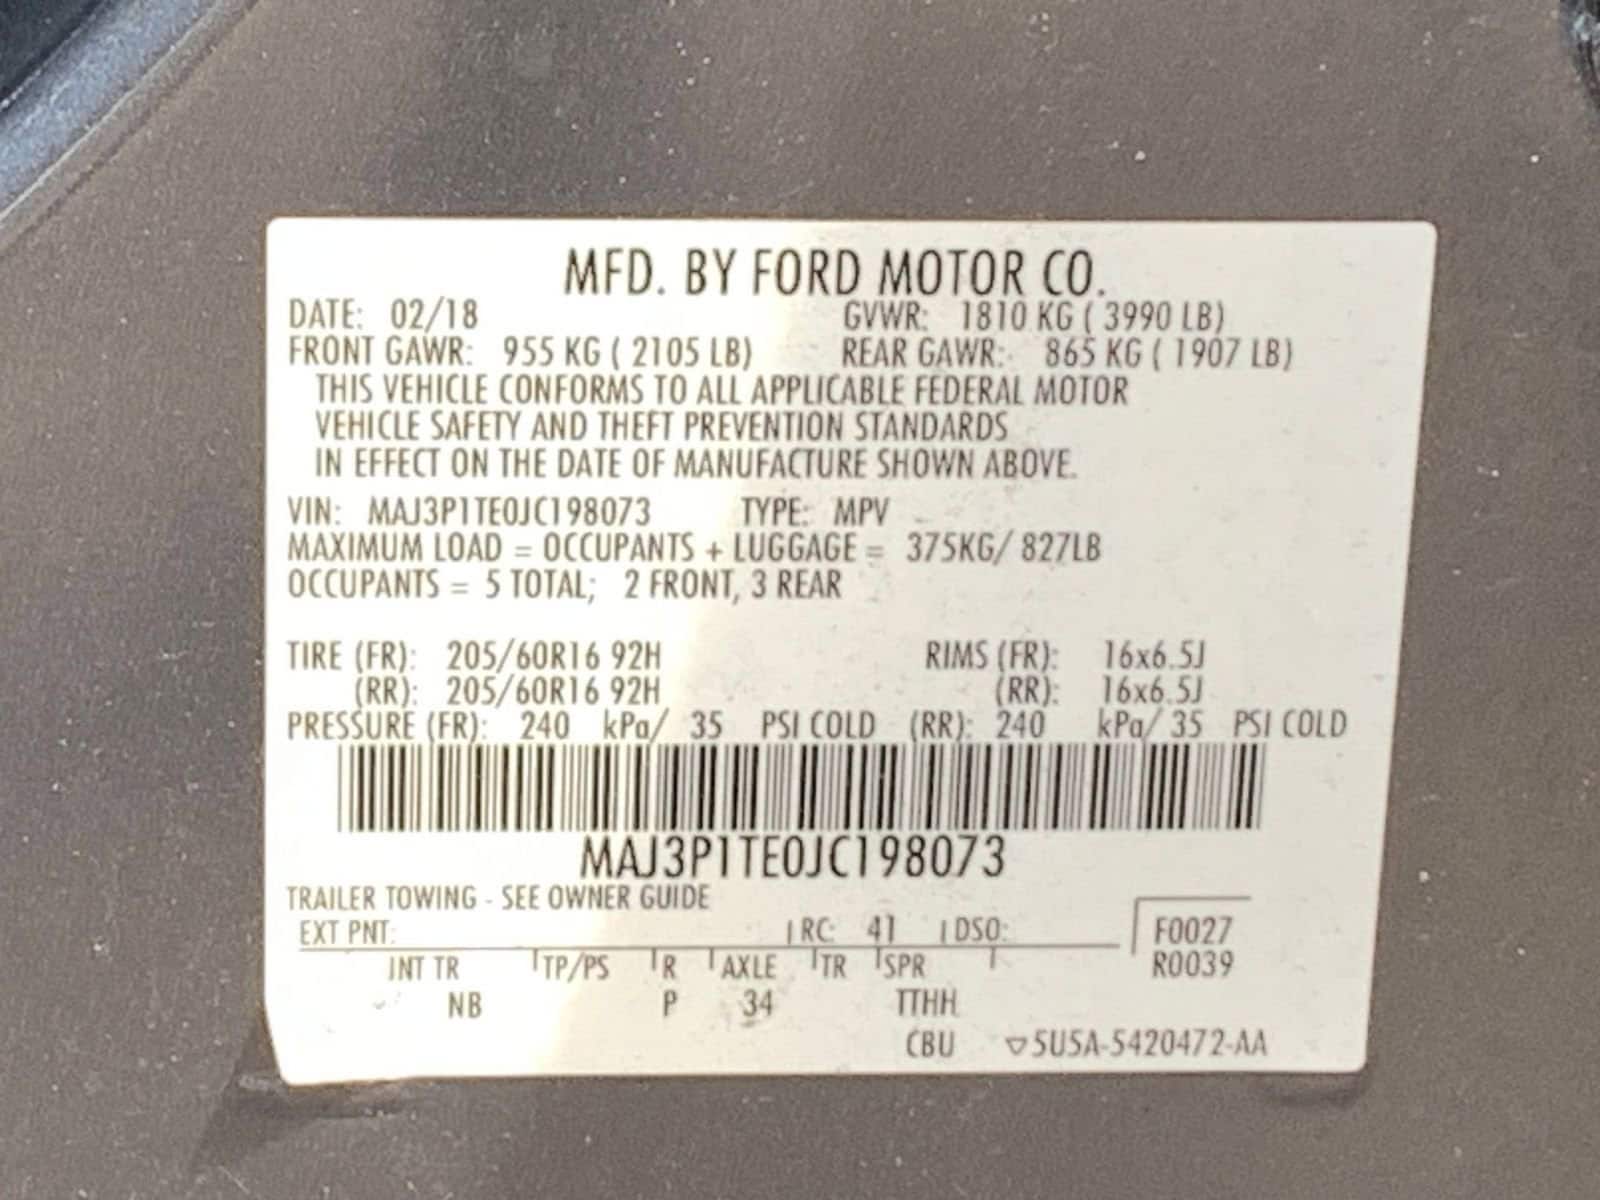 MFD. BY FORD MOTOR CO.
DATE: 02/18 GVWR: 1810 KG ( 3990 LB)
FRONT GAWR: 955 KG ( 2105 LB) REAR GAWR: 865 KG ( 1907 LB)
THIS VEHICLE CONFORMS TO ALL APPLICABLE FEDERAL MOTOR
VEHICLE SAFETY AND THEFT PREVENTION STANDARDS
IN EFFECT ON THE DATE OF MANUFACTURE SHOWN ABOVE.
VIN: MAJ3P1TE0JC198073 TYPE: MPV
MAXIMUM LOAD = OCCUPANTS + LUGGAGE = 375KG/ 827LB
OCCUPANTS = 5 TOTAL; 2 FRONT, 3 REAR
TIRE (FR): 205/60R16 92H RIMS (FR): 16x6.5J
(RR): 205/60R16 92H (RR): 16x6.5J
PRESSURE (FR): 240 kPa/ 35 PSI COLD (RR): 240 kPa/ 35 PSI COLD
MAJ3P1TE0JC198073
TRAILER TOWING - SEE OWNER GUIDE
EXT PNT: RC: 41 DSO: F0027
INT TR TP/PS R AXLE TR SPR R0039
NB P 34 TTHH
CBU ▽5U5A-5420472-AA